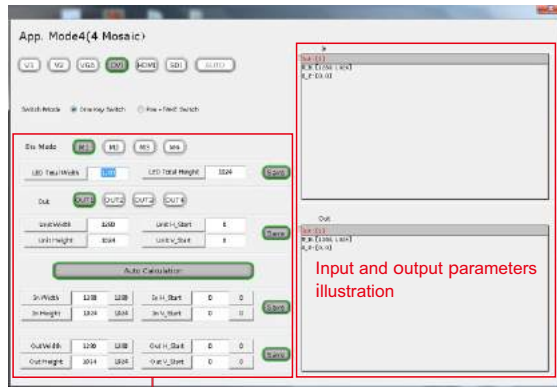 App. Mode4(4 Mosaic)
V1 V2 VGA DVI HDMI SDI AUTO
Switch Mode One Key Switch Switch
Mode M1 M2 M3 M4
LED Total Width LED Total Height 1024 Save
Out OUT1 OUT2 OUT3 OUT4
Unit Width 1280 Unit H_Start 0
Unit Height 1024 Unit V_Start 0 Save
Auto Calculation
In Width 1280 1280 In H_Start 0 0
In Height 1024 1024 In V_Start 0 0 Save
Out Width 1280 1280 Out H_Start 0 0
Out Height 1024 1024 Out V_Start 0 0 Save
In
Out
Input and output parameters
illustration